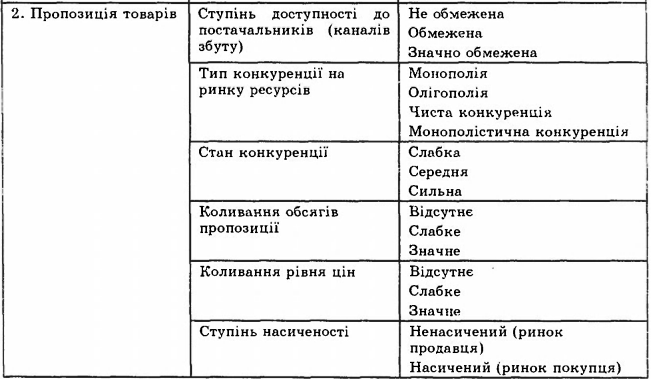 2. Пропозиція товарів
Ступінь доступності до
постачальників (каналів
збуту)
Не обмежена
Обмежена
Значно обмежена
Тип конкуренції на
ринку ресурсів
Монополія
Олігополія
Чиста конкуренція
Монополістична конкуренція
Стан конкуренції
Слабка
Середня
Сильна
Коливання обсягів
пропозиції
Відсутнє
Слабке
Значне
Коливання рівня цін
Відсутнє
Слабке
Значне
Ступінь насиченості
Ненасичений (ринок
продавця)
Насичений (ринок покупця)